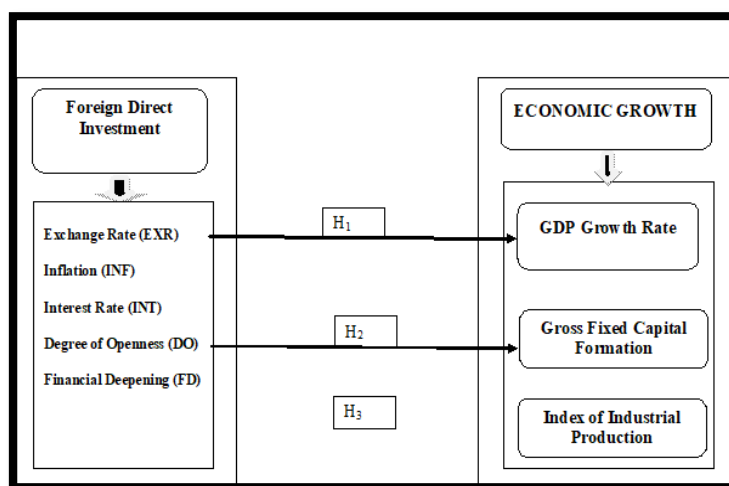 Foreign Direct
Investment
Exchange Rate (EXR)
Inflation (INF)
Interest Rate (INT)
Degree of Openness (DO)
Financial Deepening (FD)
H1
H2
H3
ECONOMIC GROWTH
GDP Growth Rate
Gross Fixed Capital
Formation
Index of Industrial
Production